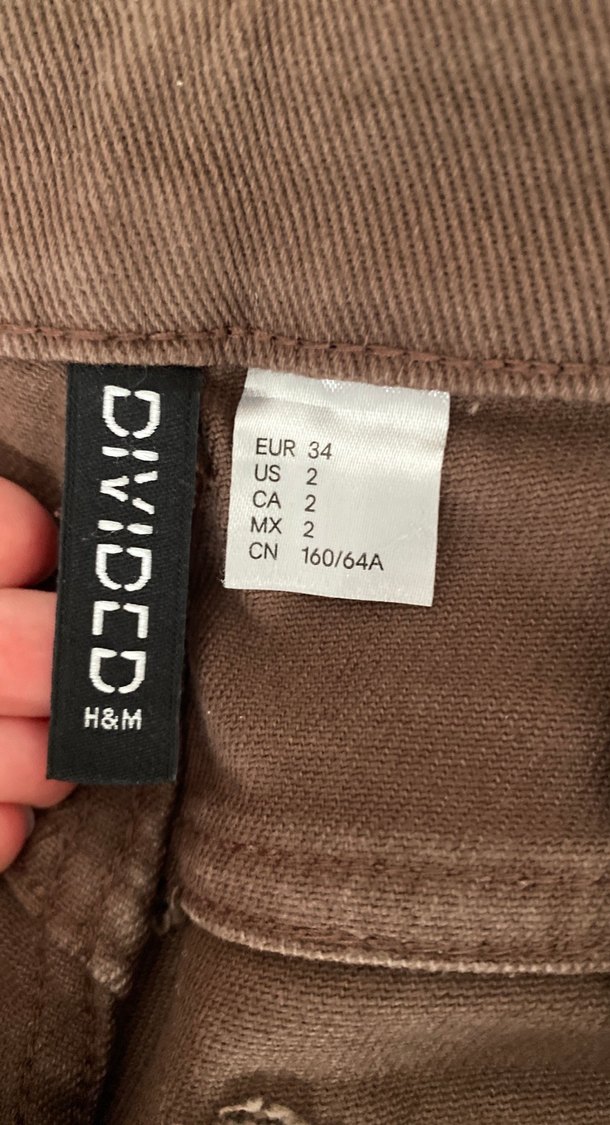 DIVIDED
H&M
EUR 34
US 2
CA 2
MX 2
CN 160/64A